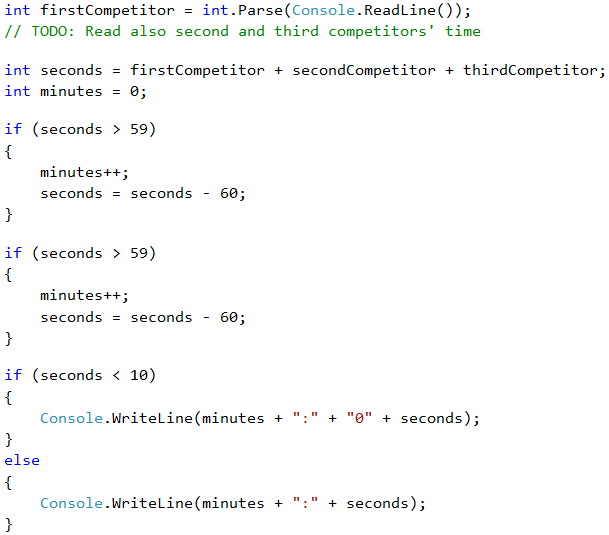 int firstCompetitor = int.Parse(Console.ReadLine());
// TODO: Read also second and third competitors' time
int seconds = firstCompetitor + secondCompetitor + thirdCompetitor;
int minutes = 0;
if (seconds > 59)
{
    minutes++;
    seconds = seconds - 60;
}
if (seconds > 59)
{
    minutes++;
    seconds = seconds - 60;
}
if (seconds < 10)
{
    Console.WriteLine(minutes + ":" + "0" + seconds);
}
else
{
    Console.WriteLine(minutes + ":" + seconds);
}